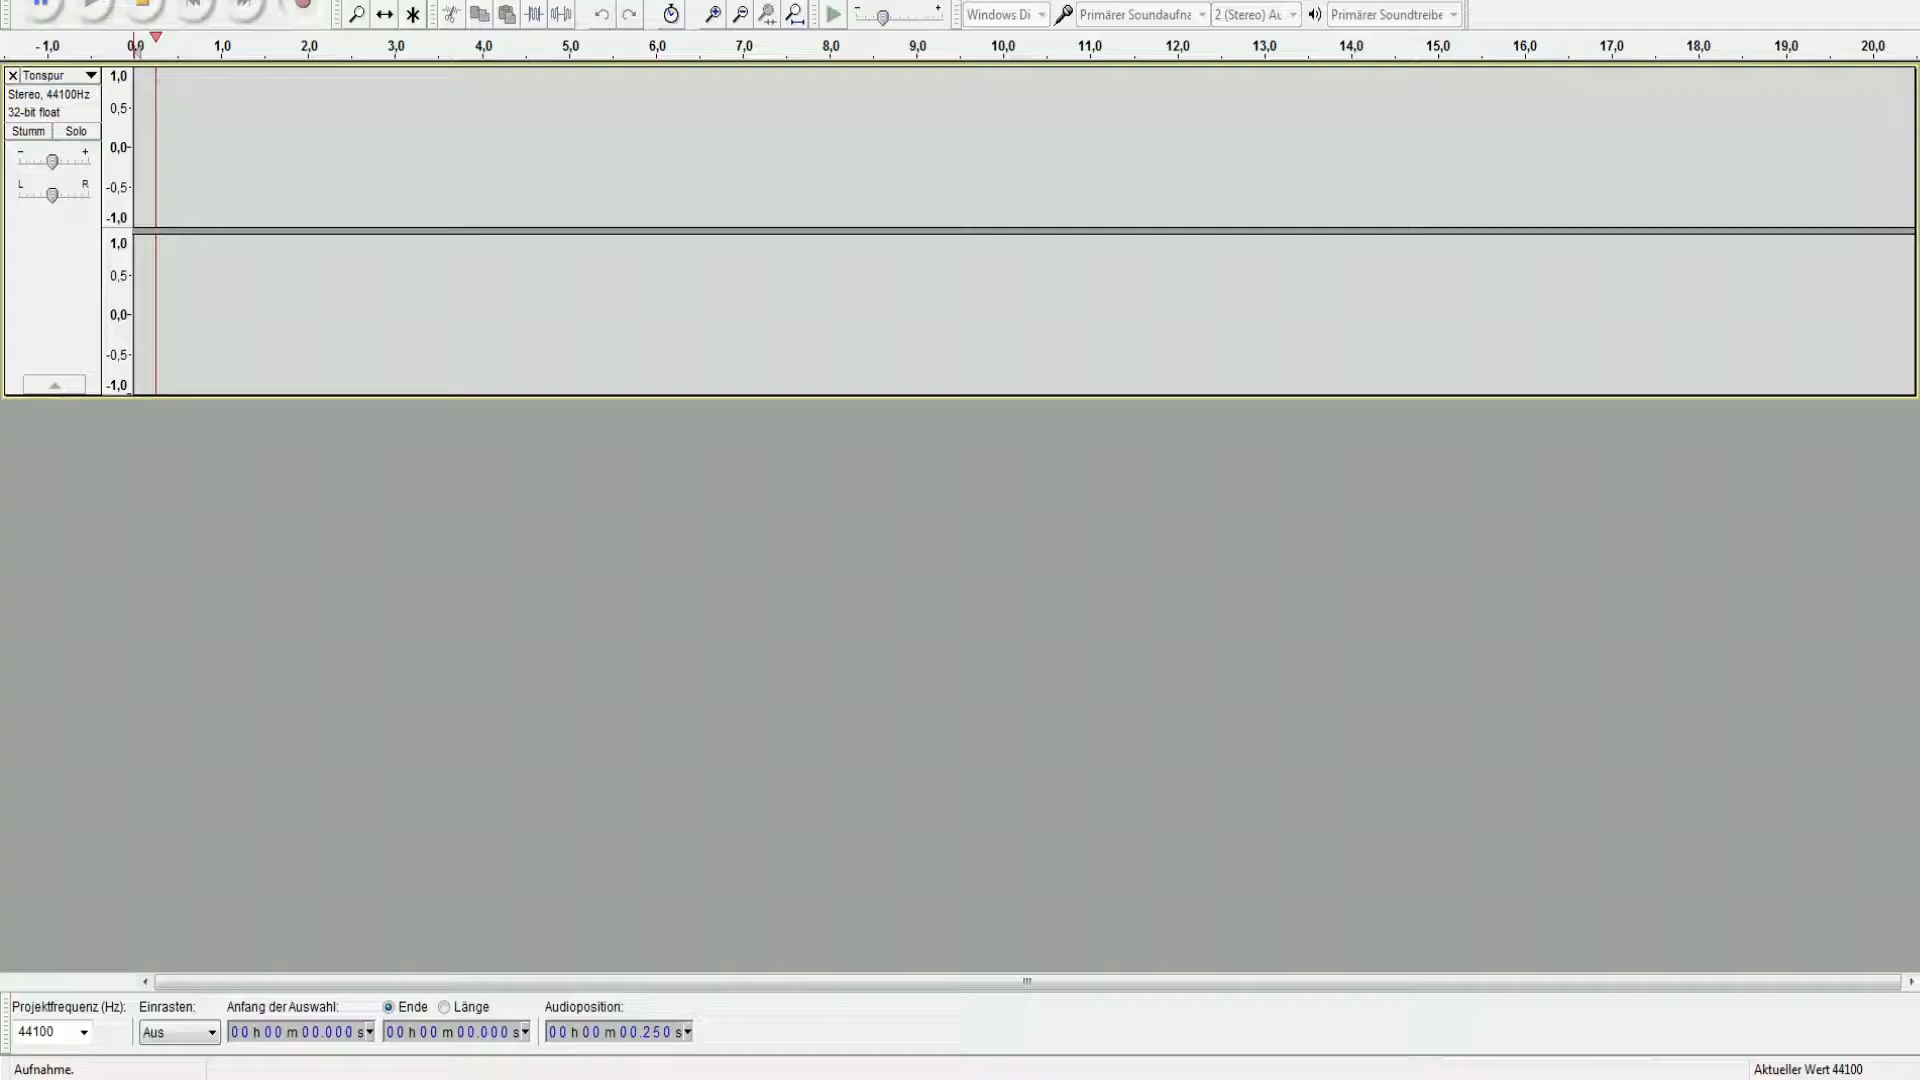 Windows Di Primärer Soundaufna 2 (Stereo) Au Primärer Soundtreibe
-1,0 0,0 1,0 2,0 3,0 4,0 5,0 6,0 7,0 8,0 9,0 10,0 11,0 12,0 13,0 14,0 15,0 16,0 17,0 18,0 19,0 20,0
X Tonspur
Stereo, 44100Hz
32-bit float
Stumm Solo
- +
L R
1,0
0,5
0,0
-0,5
-1,0
1,0
0,5
0,0
-0,5
-1,0
Projektfrequenz (Hz): Einrasten: Anfang der Auswahl: Ende Länge Audioposition:
44100 Aus 00 h 00 m 00.000 s 00 h 00 m 00.000 s 00 h 00 m 00.250 s
Aufnahme. Aktueller Wert 44100